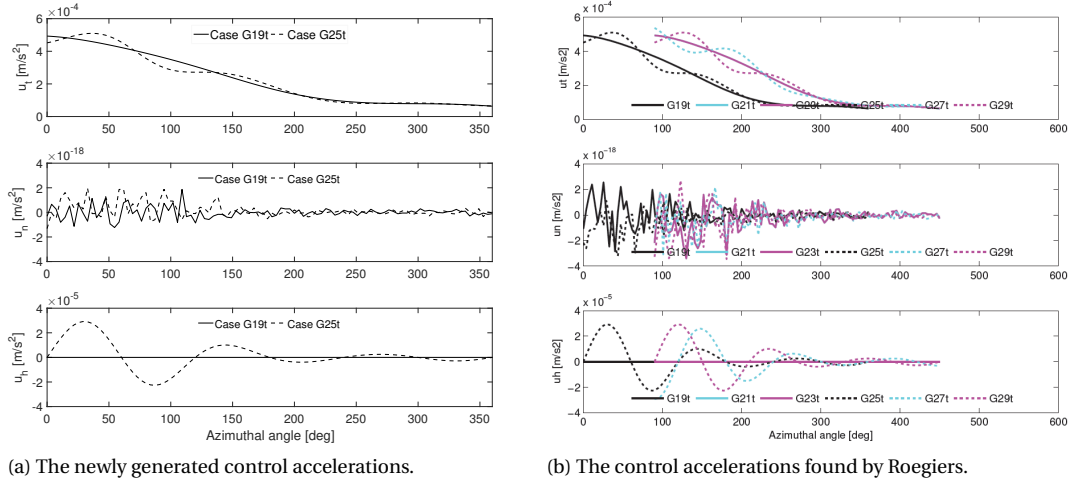 ×10⁻⁴
6
4
2
0
u_t [m/s²]
Case G19t Case G25t
0 50 100 150 200 250 300 350
×10⁻¹⁸
4
2
0
-2
-4
u_n [m/s²]
Case G19t Case G25t
0 50 100 150 200 250 300 350
×10⁻⁵
4
2
0
-2
-4
u_h [m/s²]
Case G19t Case G25t
0 50 100 150 200 250 300 350
Azimuthal angle [deg]
(a) The newly generated control accelerations.
x 10⁻⁴
6
4
2
0
ut [m/s2]
G19t G21t G23t G25t G27t G29t
0 100 200 300 400 500 600
x 10⁻¹⁸
4
2
0
−2
−4
un [m/s2]
G19t G21t G23t G25t G27t G29t
0 100 200 300 400 500 600
x 10⁻⁵
4
2
0
−2
−4
uh [m/s2]
G19t G21t G23t G25t G27t G29t
0 100 200 300 400 500 600
Azimuthal angle [deg]
(b) The control accelerations found by Roegiers.